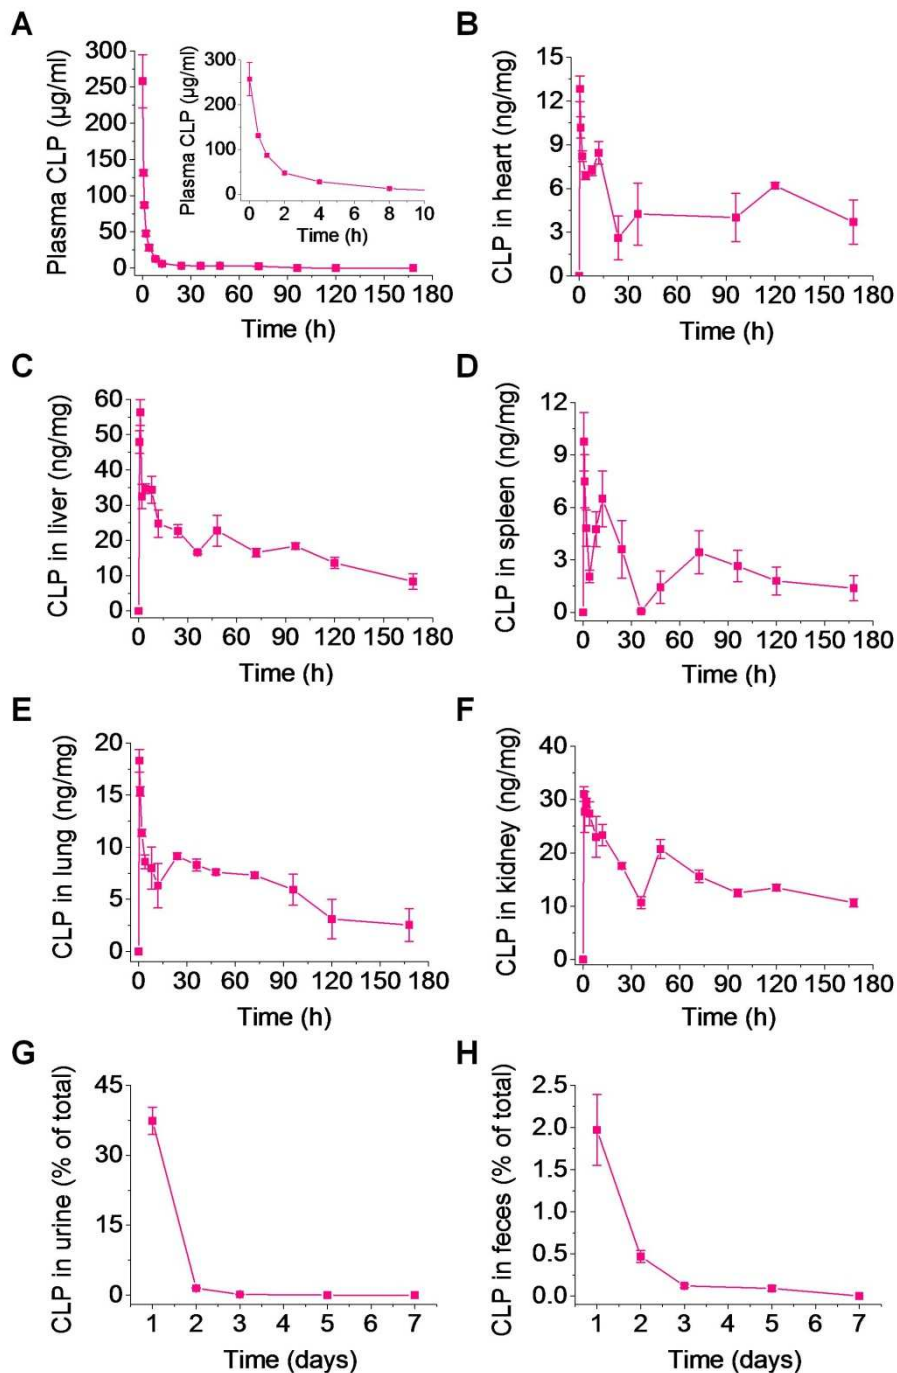 A
Plasma CLP (µg/ml)
300
250
200
150
100
50
0
0 30 60 90 120 150 180
Time (h)
Plasma CLP (µg/ml)
300
200
100
0
0 2 4 6 8 10
Time (h)
B
CLP in heart (ng/mg)
15
12
9
6
3
0
0 30 60 90 120 150 180
Time (h)
C
CLP in liver (ng/mg)
60
50
40
30
20
10
0
0 30 60 90 120 150 180
Time (h)
D
CLP in spleen (ng/mg)
12
9
6
3
0
0 30 60 90 120 150 180
Time (h)
E
CLP in lung (ng/mg)
20
15
10
5
0
0 30 60 90 120 150 180
Time (h)
F
CLP in kidney (ng/mg)
40
30
20
10
0
0 30 60 90 120 150 180
Time (h)
G
CLP in urine (% of total)
45
30
15
0
1 2 3 4 5 6 7
Time (days)
H
CLP in feces (% of total)
2.5
2.0
1.5
1.0
0.5
0.0
1 2 3 4 5 6 7
Time (days)